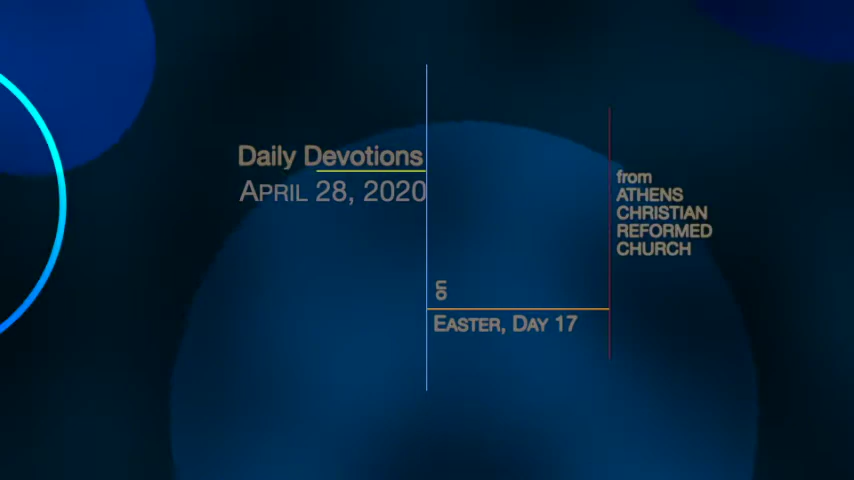 Daily Devotions
APRIL 28, 2020
on
EASTER, DAY 17
from
ATHENS
CHRISTIAN
REFORMED
CHURCH